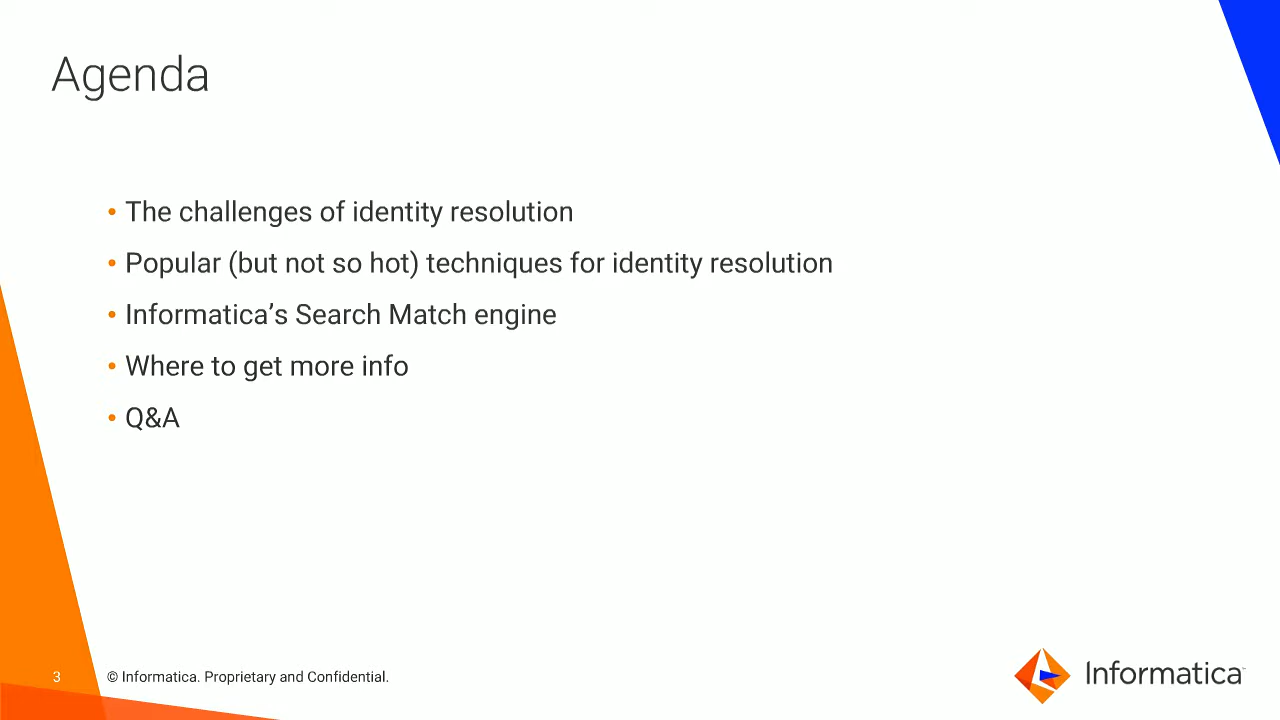 Agenda
• The challenges of identity resolution
• Popular (but not so hot) techniques for identity resolution
• Informatica’s Search Match engine
• Where to get more info
• Q&A
3
© Informatica. Proprietary and Confidential.
Informatica